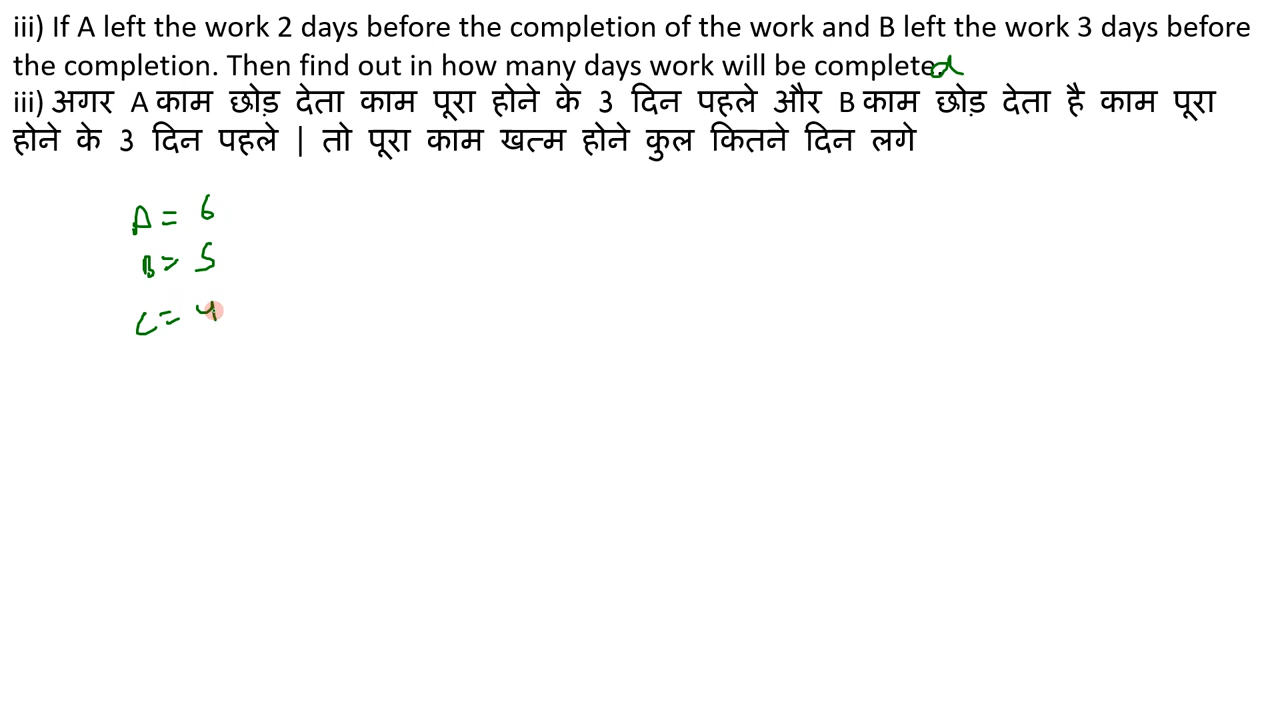 iii) If A left the work 2 days before the completion of the work and B left the work 3 days before
the completion. Then find out in how many days work will be completed
iii) अगर A काम छोड़ देता काम पूरा होने के 3 दिन पहले और B काम छोड़ देता है काम पूरा
होने के 3 दिन पहले | तो पूरा काम खत्म होने कुल कितने दिन लगे
A = 6
B = 5
C = 4